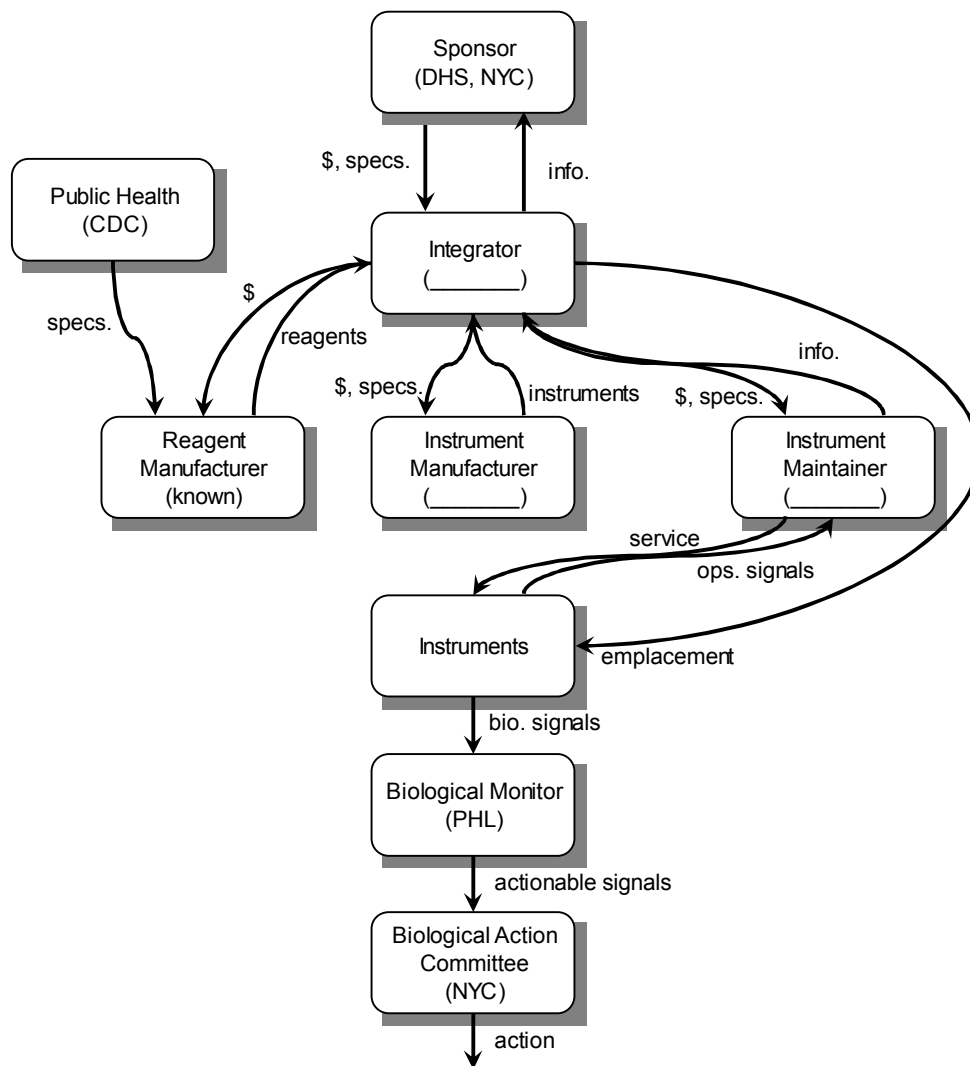 Sponsor
(DHS, NYC)
$, specs.
info.
Public Health
(CDC)
Integrator
(________)
specs.
$
reagents
$, specs.
instruments
info.
$, specs.
Reagent
Manufacturer
(known)
Instrument
Manufacturer
(________)
Instrument
Maintainer
(________)
service
ops. signals
Instruments
emplacement
bio. signals
Biological Monitor
(PHL)
actionable signals
Biological Action
Committee
(NYC)
action